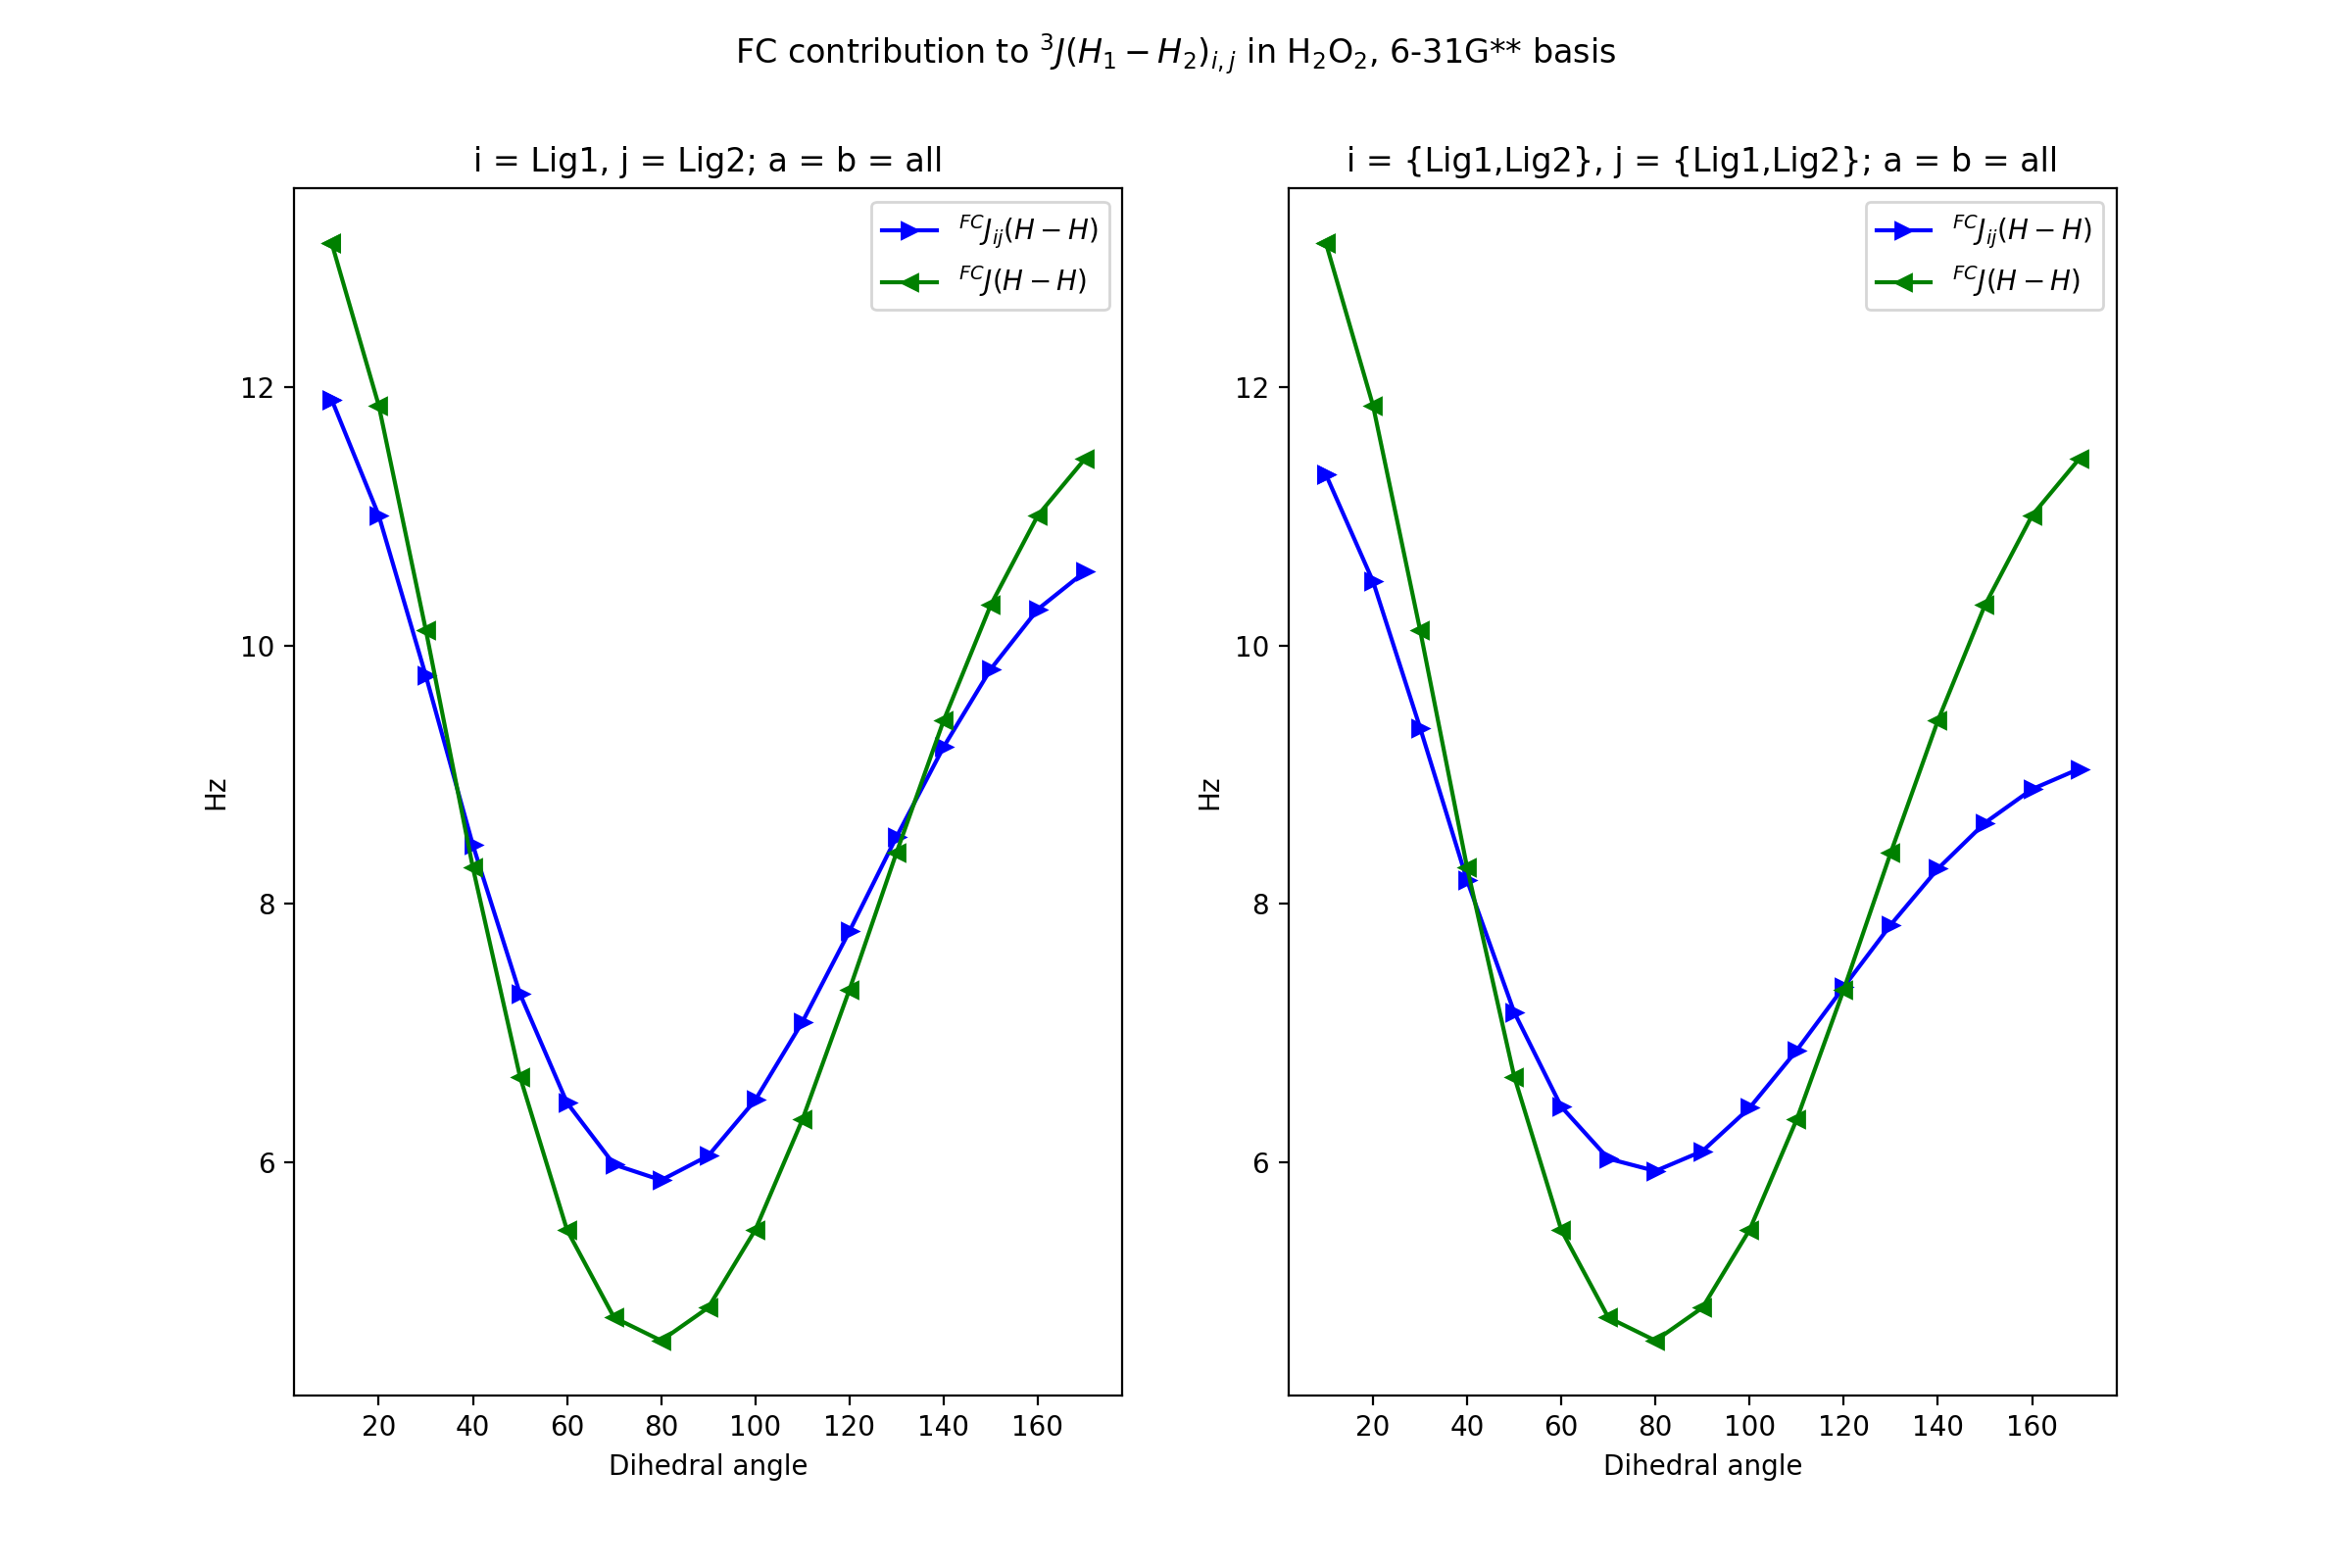 FC contribution to ³J(H₁ − H₂)ᵢ,ⱼ in H₂O₂, 6-31G** basis
i = Lig1, j = Lig2; a = b = all
ᶠᶜJᵢⱼ(H − H)
ᶠᶜJ(H − H)
12
10
8
6
Hz
20 40 60 80 100 120 140 160
Dihedral angle
i = {Lig1,Lig2}, j = {Lig1,Lig2}; a = b = all
ᶠᶜJᵢⱼ(H − H)
ᶠᶜJ(H − H)
12
10
8
6
Hz
20 40 60 80 100 120 140 160
Dihedral angle